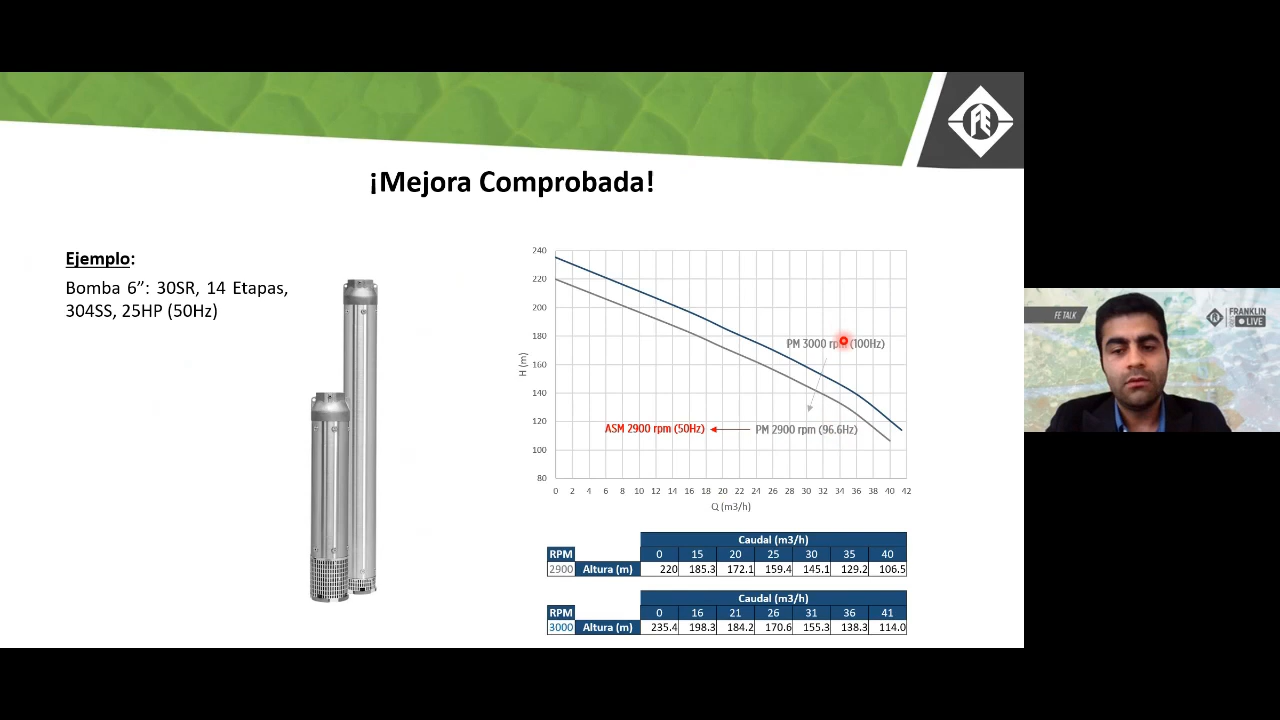 ¡Mejora Comprobada!
Ejemplo:
Bomba 6”: 30SR, 14 Etapas,
304SS, 25HP (50Hz)
240
220
200
180
160
140
120
100
80
H (m)
PM 3000 rpm (100Hz)
ASM 2900 rpm (50Hz)
PM 2900 rpm (96.6Hz)
0 2 4 6 8 10 12 14 16 18 20 22 24 26 28 30 32 34 36 38 40 42
Q (m3/h)
Caudal (m3/h)
RPM 0 15 20 25 30 35 40
2900 Altura (m) 220 185.3 172.1 159.4 145.1 129.2 106.5
Caudal (m3/h)
RPM 0 16 21 26 31 36 41
3000 Altura (m) 235.4 198.3 184.2 170.6 155.3 138.3 114.0
FE
FE TALK
FRANKLIN
LIVE